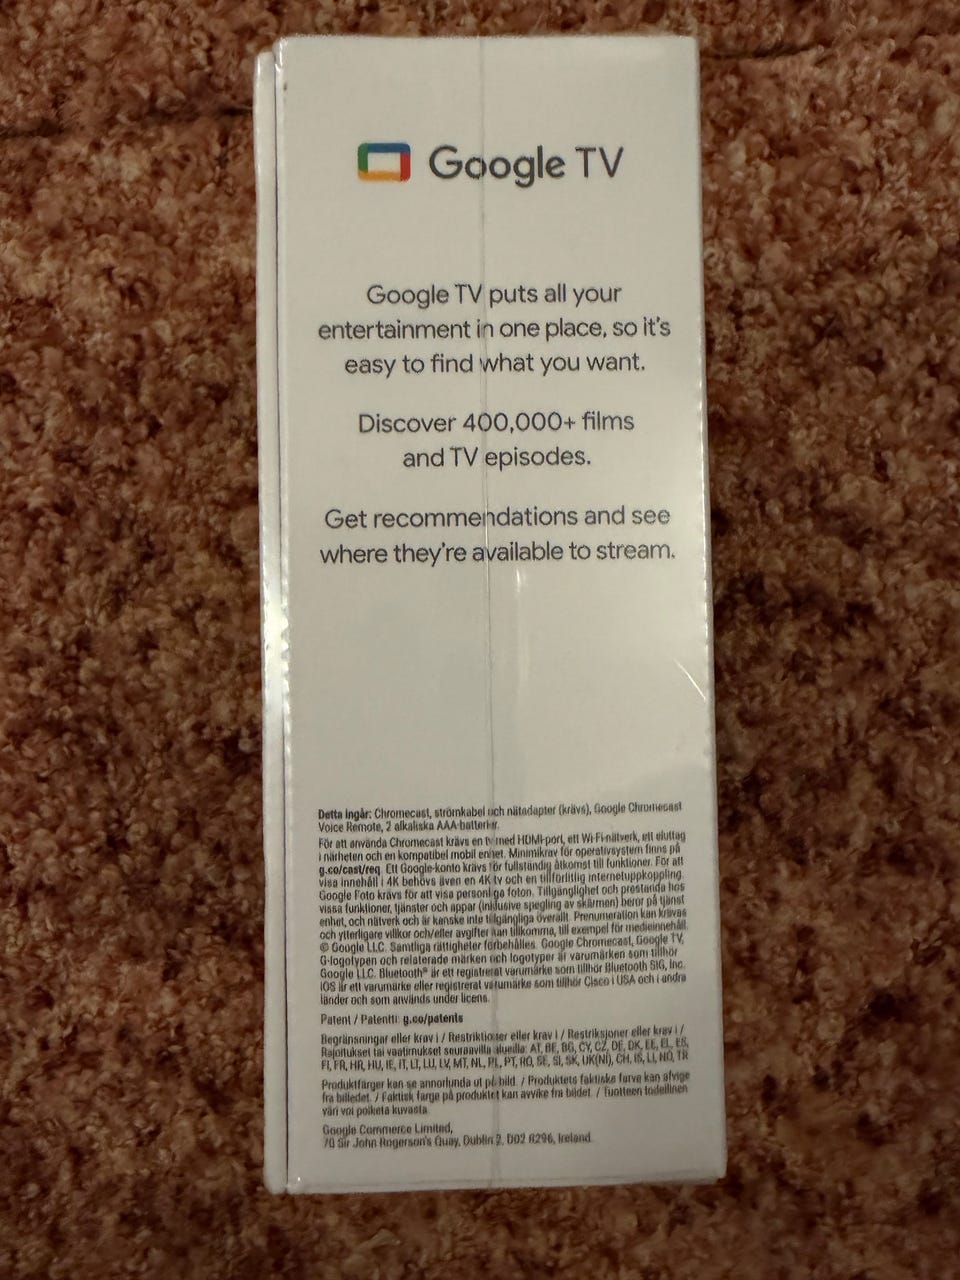 Google TV
Google TV puts all your
entertainment in one place, so it's
easy to find what you want.
Discover 400,000+ films
and TV episodes.
Get recommendations and see
where they're available to stream.
Detta ingår: Chromecast, strömkabel och nätadapter (krävs), Google Chromecast
Voice Remote, 2 alkaliska AAA-batterier.
För att använda Chromecast krävs en tv med HDMI-port, ett Wi-Fi-nätverk, ett eluttag
i närheten och en kompatibel mobil enhet. Minimikrav för operativsystem finns på
g.co/cast/req. Ett Google-konto krävs för fullständig åtkomst till funktioner. För att
visa innehåll i 4K behövs även en 4K tv och en tillförlitlig internetuppkoppling.
Google Foto krävs för att visa personliga foton. Tillgänglighet och prestanda hos
vissa funktioner, tjänster och appar (inklusive spegling av skärmen) beror på tjänst
enhet, och nätverk och är kanske inte tillgängliga överallt. Prenumeration kan krävas
och ytterligare villkor och/eller avgifter kan tillkomma, till exempel för medieinnehåll.
© Google LLC. Samtliga rättigheter förbehålles. Google Chromecast, Google TV,
G-logotypen och relaterade märken och logotyper är varumärken som tillhör
Google LLC. Bluetooth® är ett registrerat varumärke som tillhör Bluetooth SIG, Inc.
IOS är ett varumärke eller registrerat varumärke som tillhör Cisco i USA och i andra
länder och som används under licens.
Patent / Patentti: g.co/patents
Begränsningar eller krav i / Restriktioner eller krav i / Restriksjoner eller krav i /
Rajoitukset tai vaatimukset seuraavilla alueilla: AT, BE, BG, CY, CZ, DE, DK, EE, EL, ES,
FI, FR, HR, HU, IE, IT, LT, LU, LV, MT, NL, PL, PT, RO, SE, SI, SK, UK(NI), CH, IS, LI, NO, TR
Produktfärger kan se annorlunda ut på bild. / Produktets faktiske farve kan afvige
fra billedet. / Faktisk farge på produktet kan avvike fra bildet. / Tuotteen todellinen
väri voi poiketa kuvasta.
Google Commerce Limited,
70 Sir John Rogerson's Quay, Dublin 2, D02 R296, Ireland